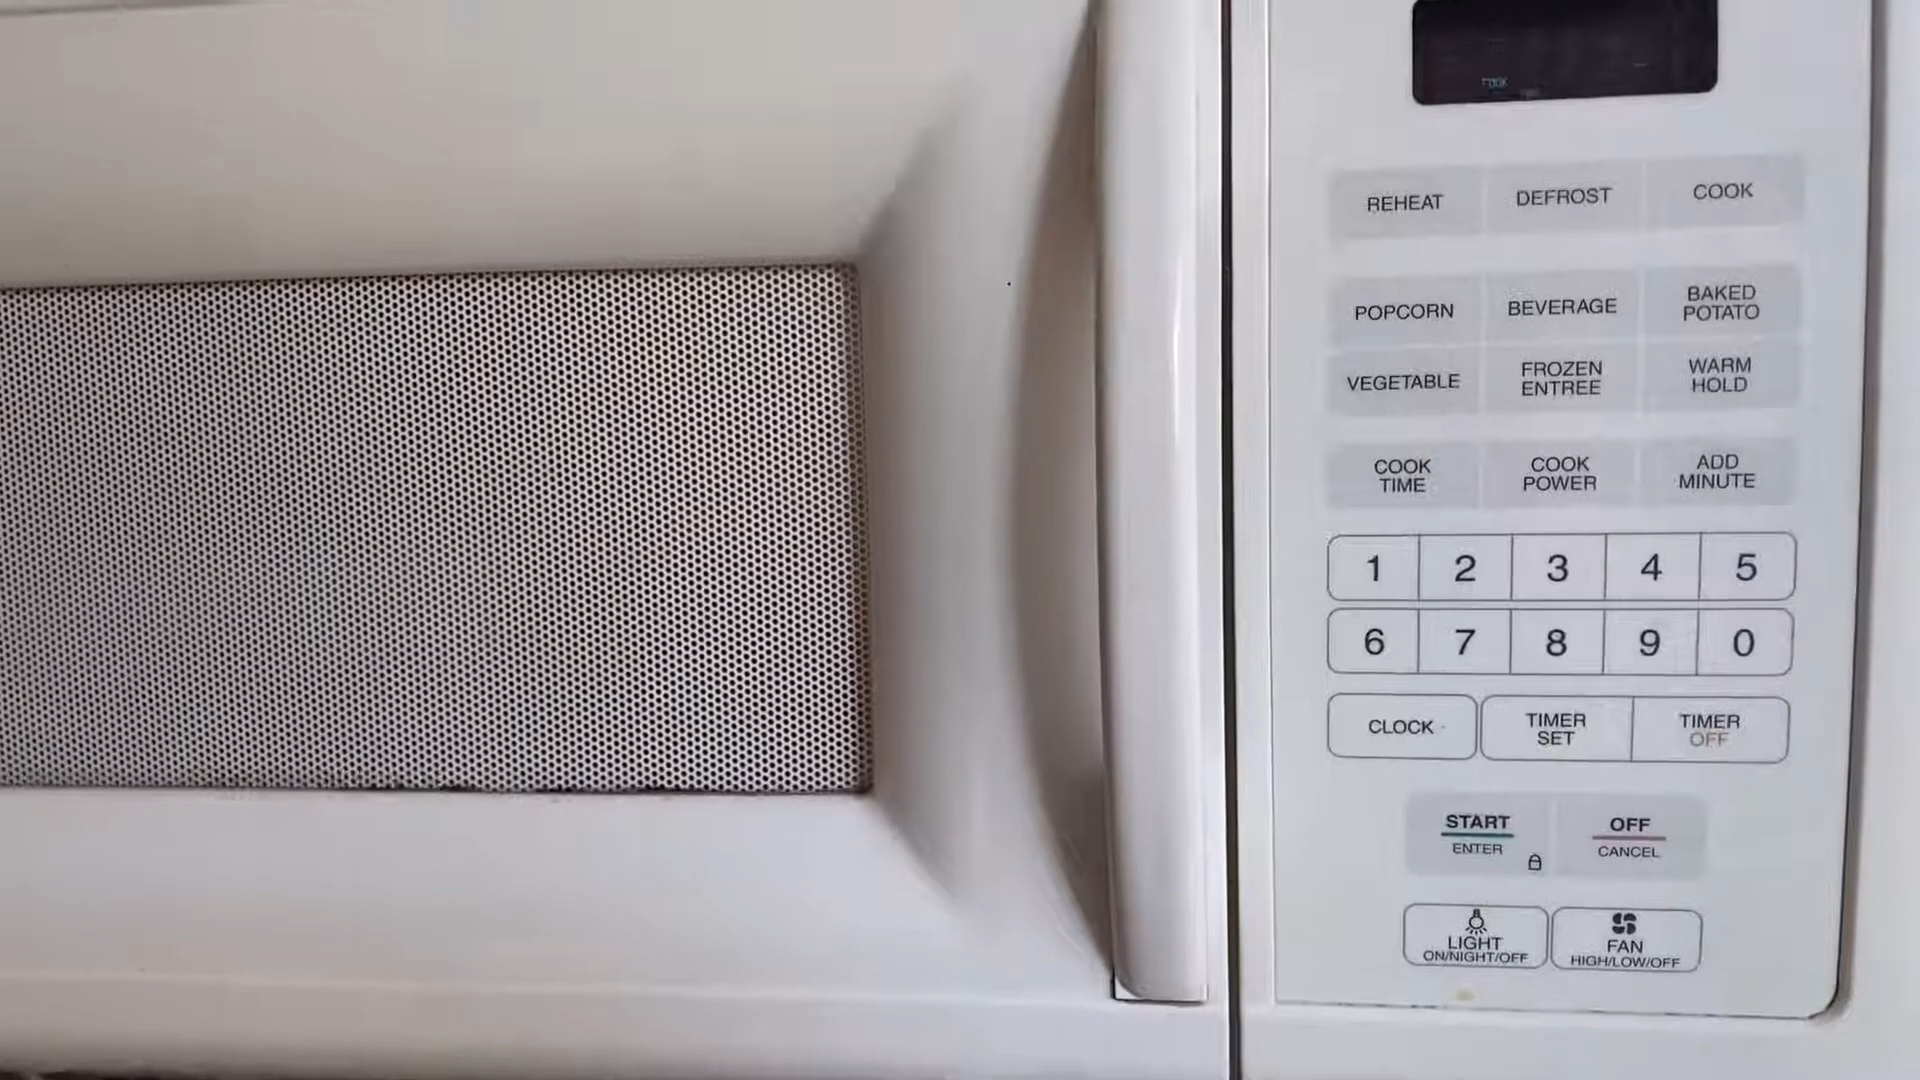 REHEAT DEFROST COOK
POPCORN BEVERAGE BAKED
POTATO
VEGETABLE FROZEN
ENTREE WARM
HOLD
COOK
TIME COOK
POWER ADD
MINUTE
1 2 3 4 5
6 7 8 9 0
CLOCK TIMER
SET TIMER
OFF
START
ENTER
OFF
CANCEL
LIGHT
ON/NIGHT/OFF
FAN
HIGH/LOW/OFF